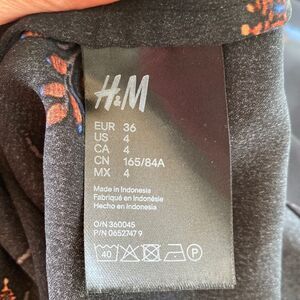 H&M
EUR 36
US 4
CA 4
CN 165/84A
MX 4
Made in Indonesia
Fabriqué en Indonésie
Hecho en Indonesia
O/N 360045
P/N 0652747 9
40 P